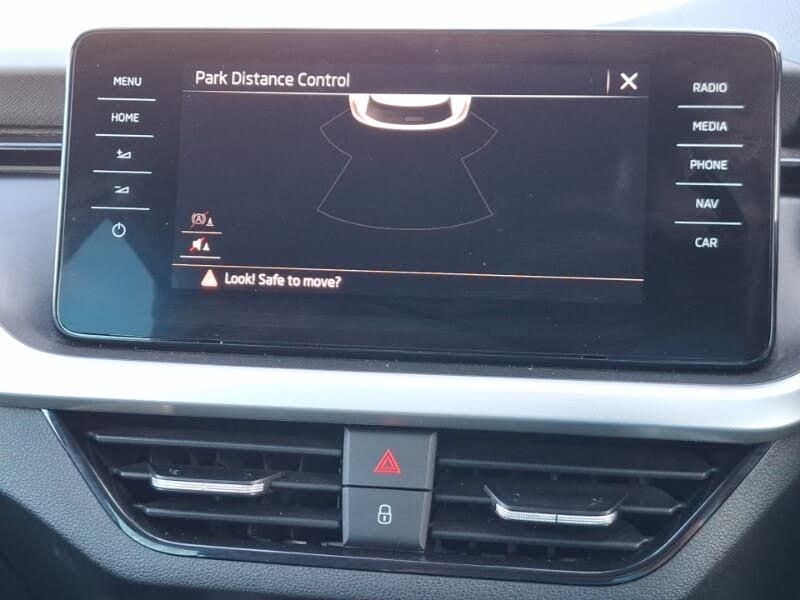 Park Distance Control
MENU
HOME
RADIO
MEDIA
PHONE
NAV
CAR
A
Look! Safe to move?